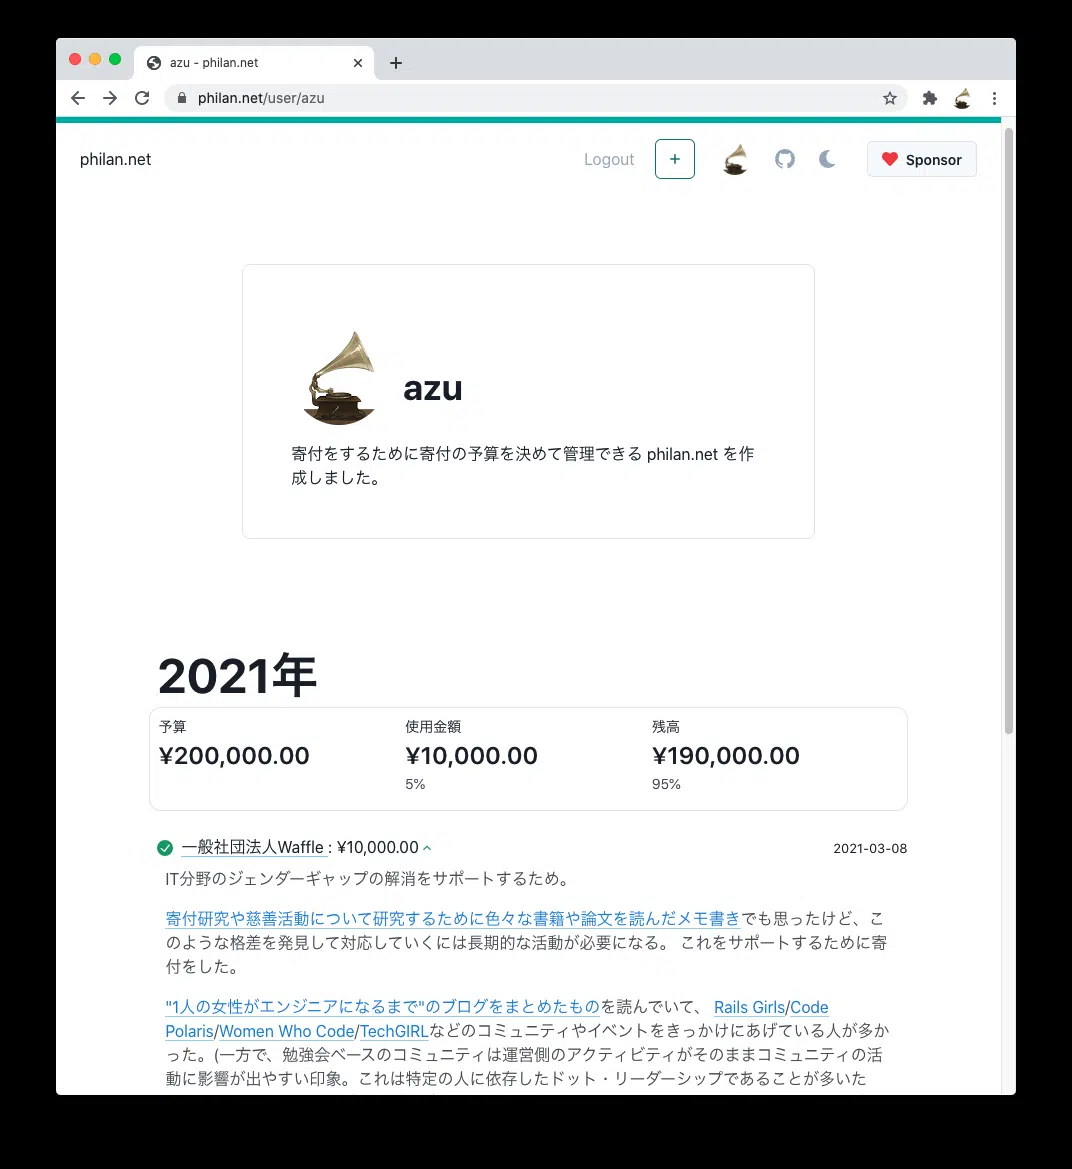 azu - philan.net
philan.net/user/azu
philan.net
Logout
+
Sponsor
azu
寄付をするために寄付の予算を決めて管理できる philan.net を作
成しました。
2021年
予算
使用金額
残高
¥200,000.00
¥10,000.00
¥190,000.00
5%
95%
一般社団法人Waffle : ¥10,000.00
2021-03-08
IT分野のジェンダーギャップの解消をサポートするため。
寄付研究や慈善活動について研究するために色々な書籍や論文を読んだメモ書きでも思ったけど、こ
のような格差を発見して対応していくには長期的な活動が必要になる。 これをサポートするために寄
付をした。
"1人の女性がエンジニアになるまで"のブログをまとめたものを読んでいて、 Rails Girls/Code
Polaris/Women Who Code/TechGIRLなどのコミュニティやイベントをきっかけにあげている人が多か
った。(一方で、勉強会ベースのコミュニティは運営側のアクティビティがそのままコミュニティの活
動に影響が出やすい印象。これは特定の人に依存したドット・リーダーシップであることが多いた